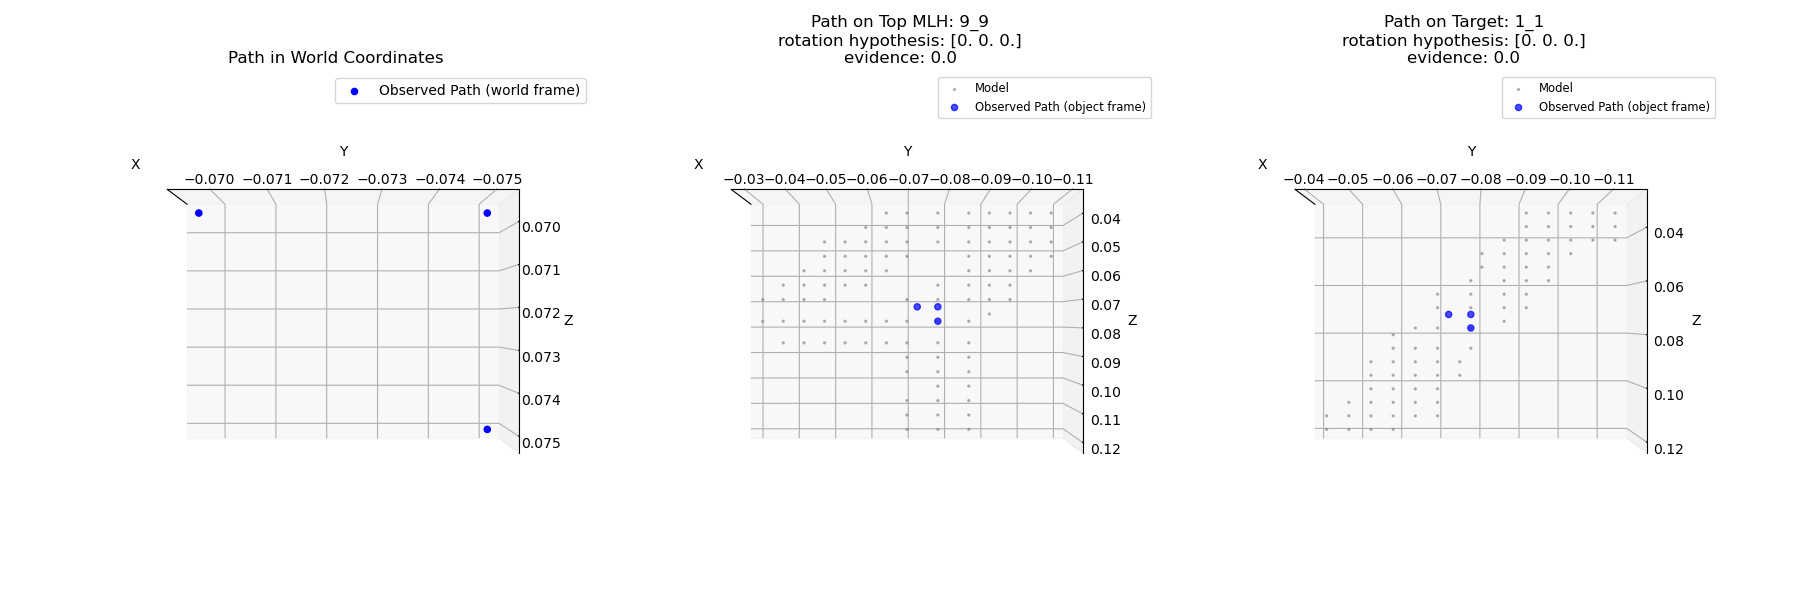 Path in World Coordinates
Observed Path (world frame)
X
Y
−0.070 −0.071 −0.072 −0.073 −0.074 −0.075
0.070
0.071
0.072
0.073
0.074
0.075
Z
Path on Top MLH: 9_9
rotation hypothesis: [0. 0. 0.]
evidence: 0.0
Model
Observed Path (object frame)
X
Y
−0.03 −0.04 −0.05 −0.06 −0.07 −0.08 −0.09 −0.10 −0.11
0.04
0.05
0.06
0.07
0.08
0.09
0.10
0.11
0.12
Z
Path on Target: 1_1
rotation hypothesis: [0. 0. 0.]
evidence: 0.0
Model
Observed Path (object frame)
X
Y
−0.04 −0.05 −0.06 −0.07 −0.08 −0.09 −0.10 −0.11
0.04
0.06
0.08
0.10
0.12
Z